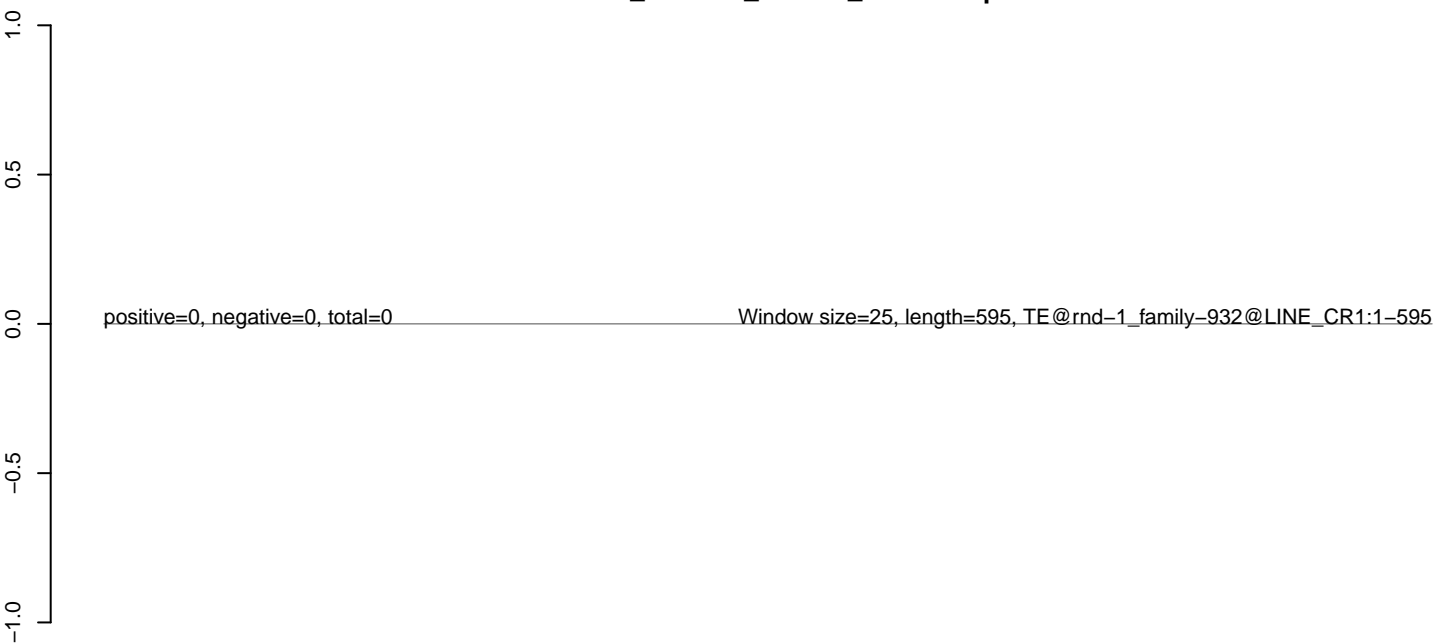 1.0
0.5
0.0
−0.5
−1.0
positive=0, negative=0, total=0
Window size=25, length=595, TE@rnd−1_family−932@LINE_CR1:1−595